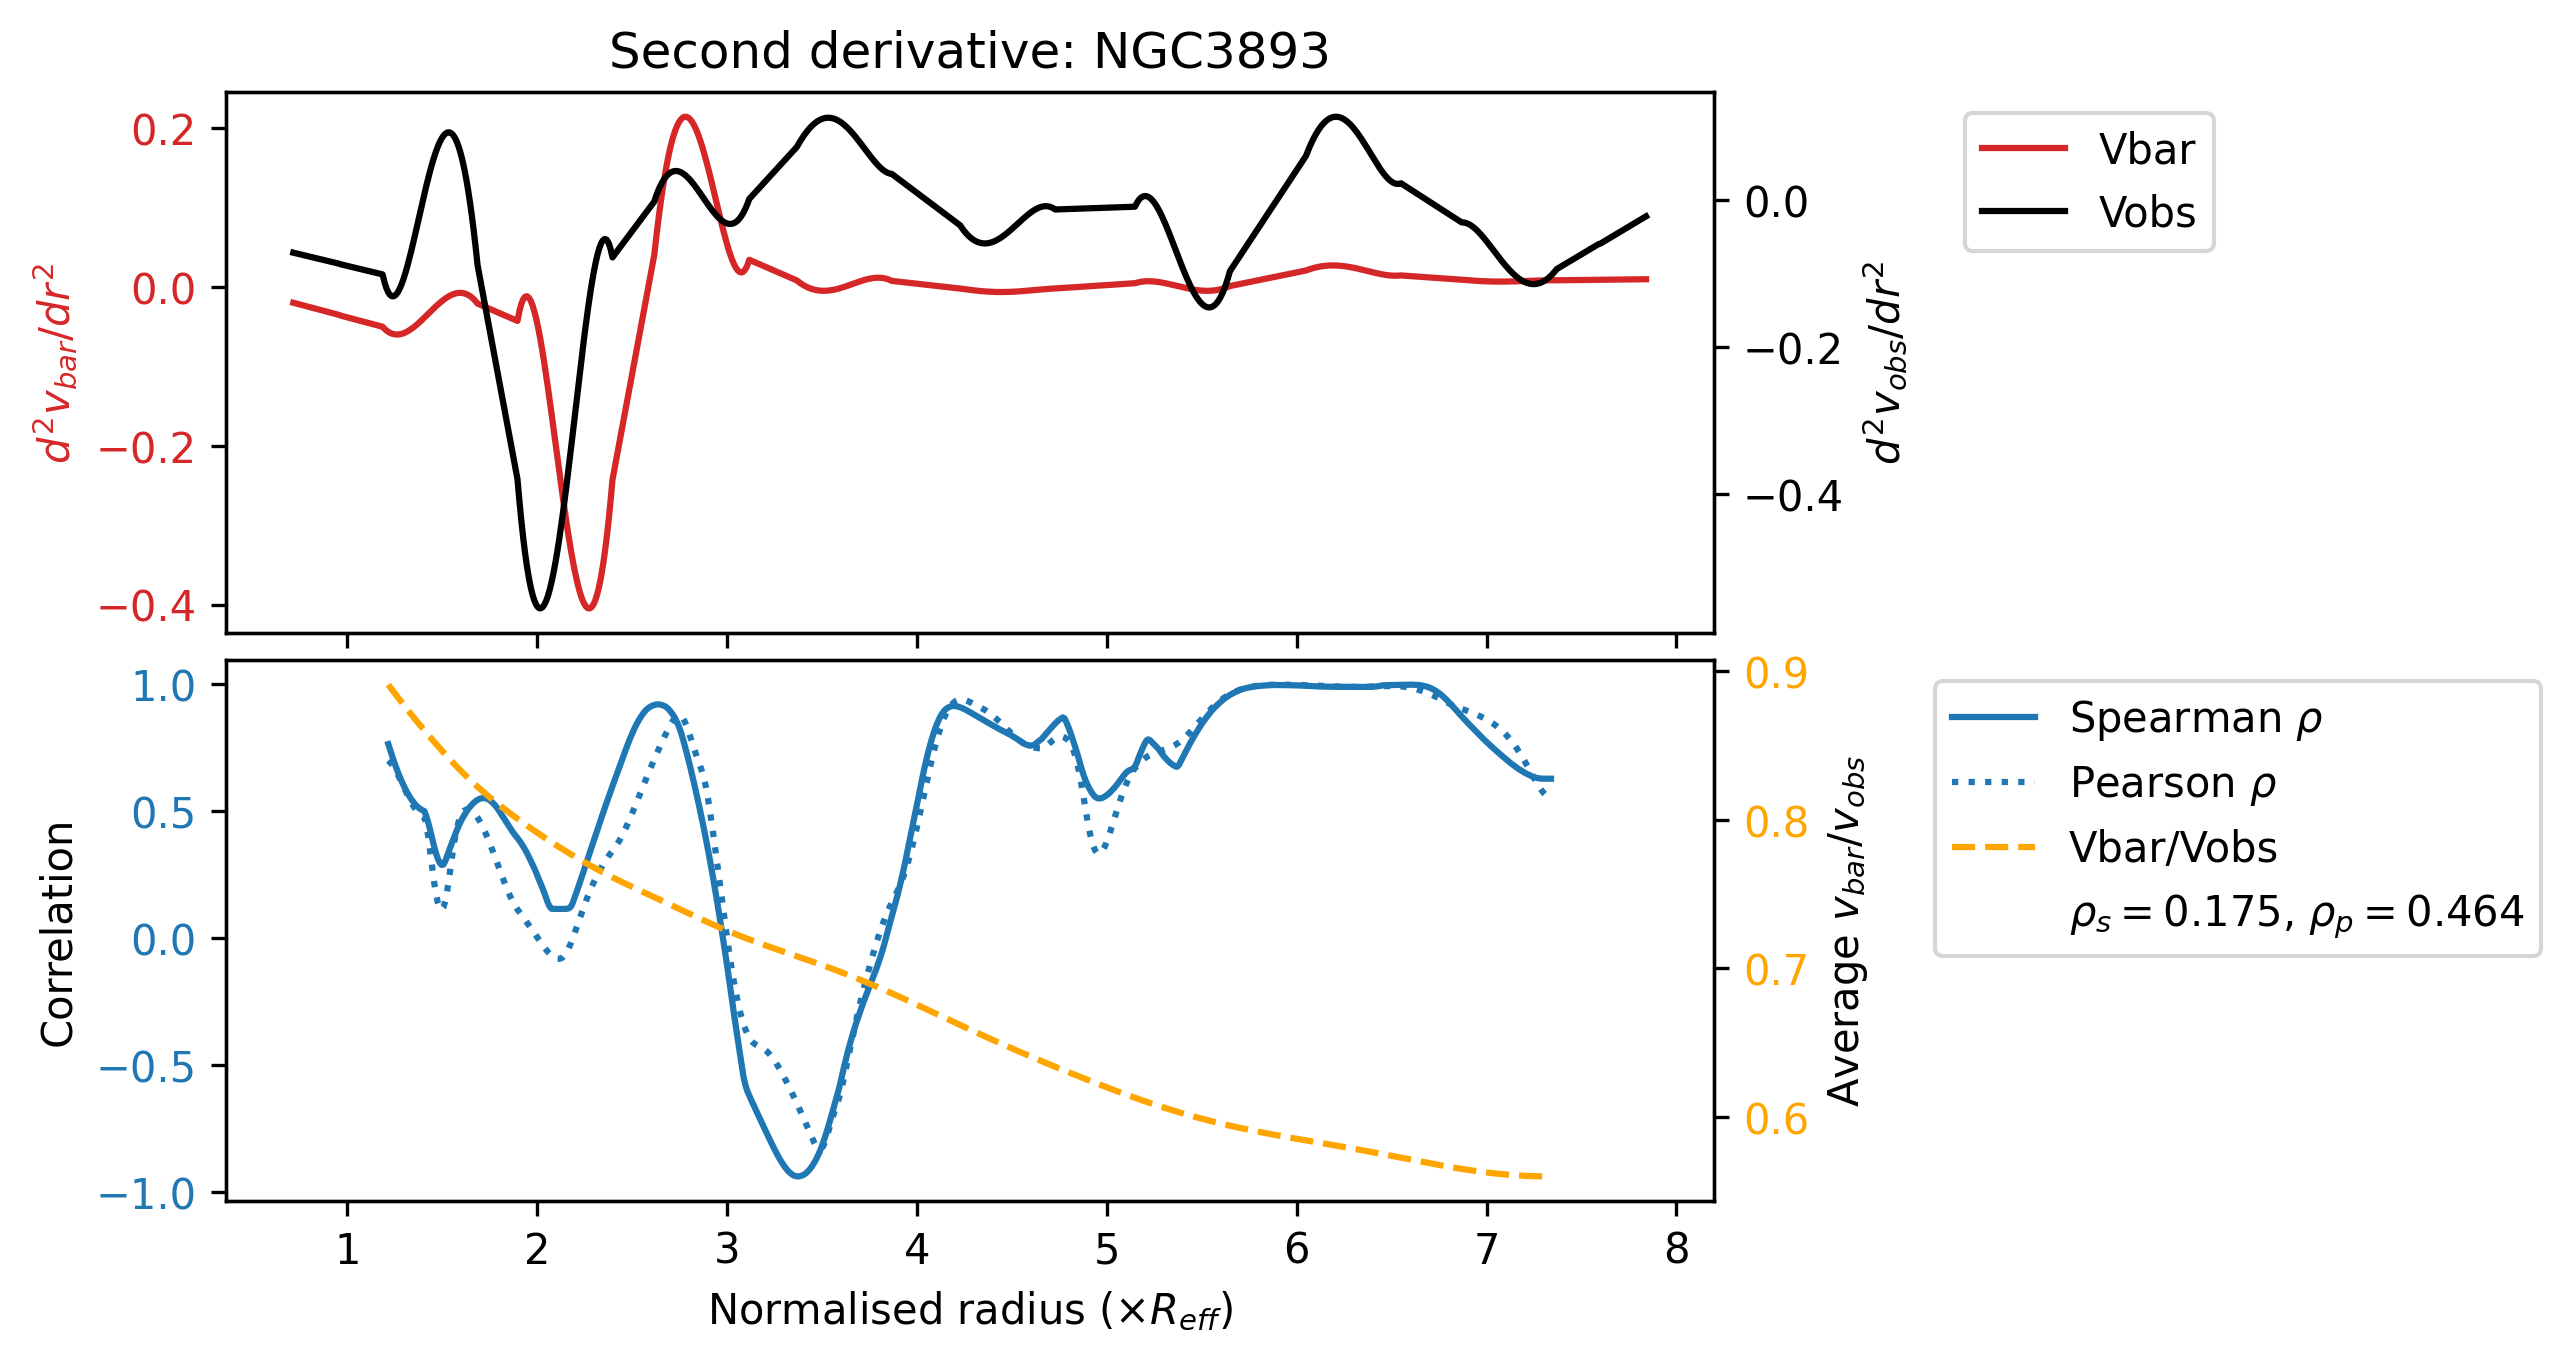 Second derivative: NGC3893
0.2
0.0
−0.2
−0.4
d²v_bar/dr²
0.0
−0.2
−0.4
d²v_obs/dr²
Vbar
Vobs
1.0
0.5
0.0
−0.5
−1.0
Correlation
0.9
0.8
0.7
0.6
Average v_bar/v_obs
Spearman ρ
Pearson ρ
Vbar/Vobs
ρ_s = 0.175, ρ_p = 0.464
1 2 3 4 5 6 7 8
Normalised radius (×R_eff)